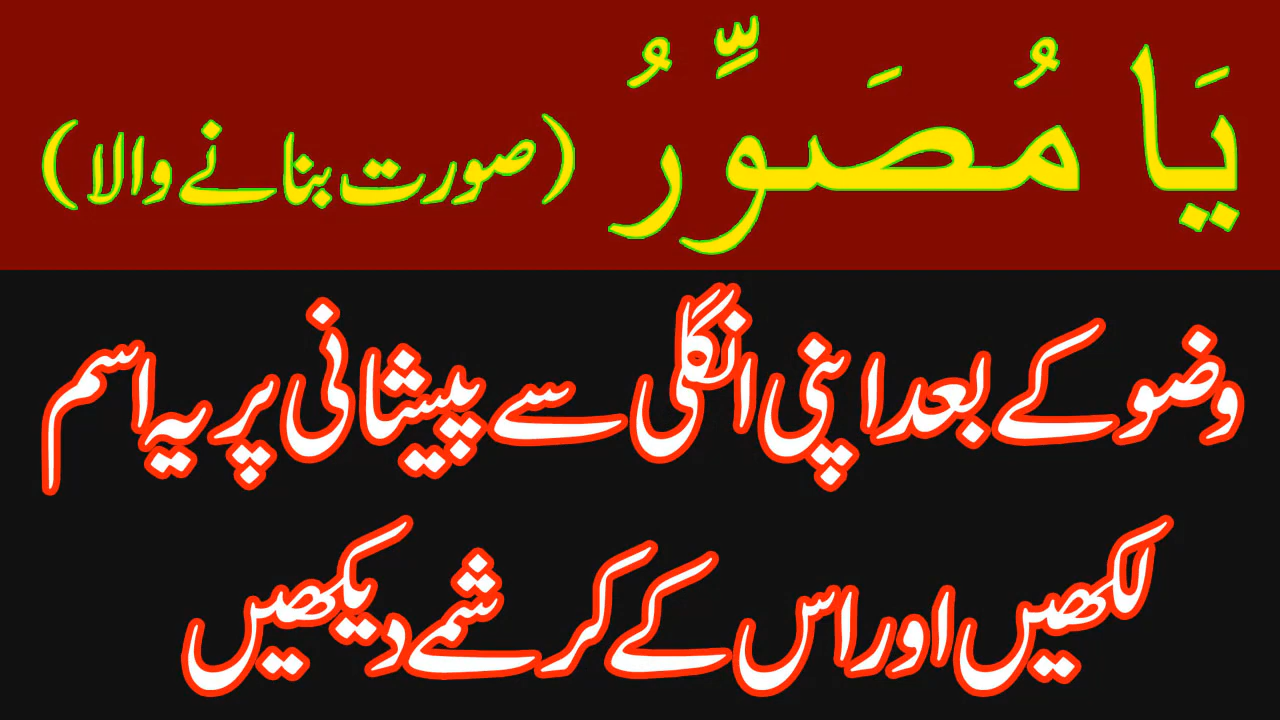 يَا مُصَوِّرُ (صورت بنانے والا)
وضو کے بعد اپنی انگلی سے پیشانی پر یہ اسم
لکھیں اور اس کے کرشمے دیکھیں